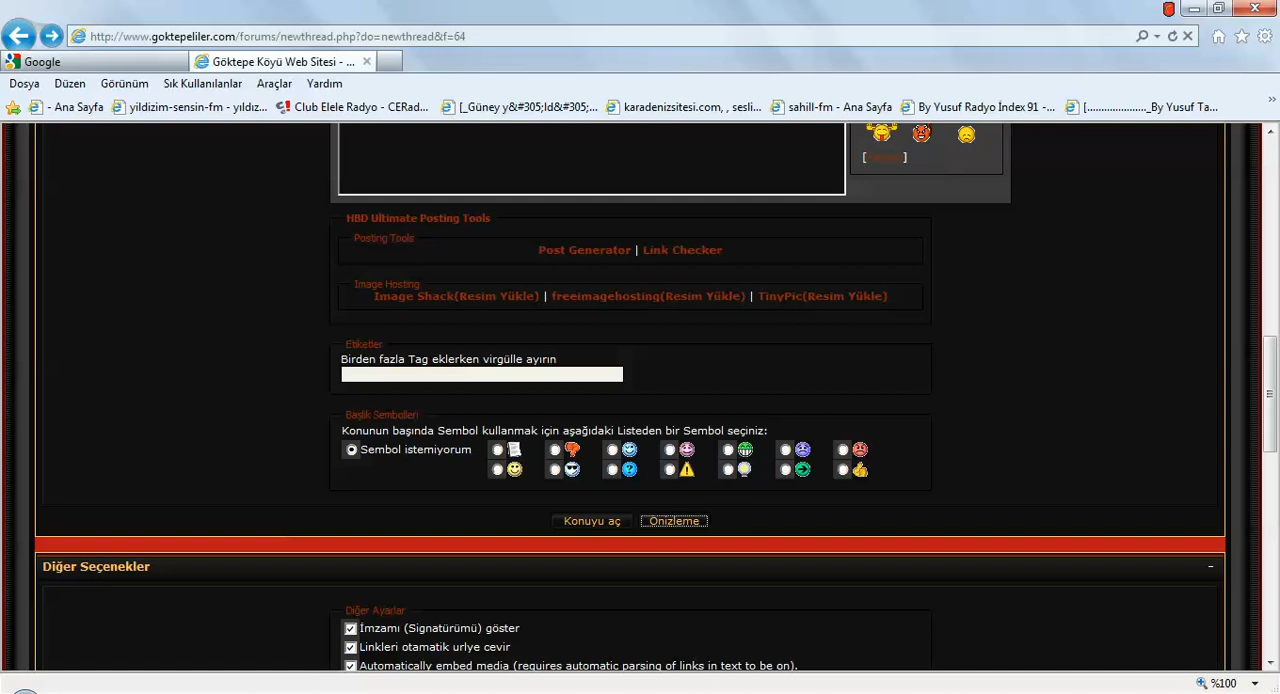 http://www.goktepeliler.com/forums/newthread.php?do=newthread&f=64
Google
Göktepe Köyü Web Sitesi - ...
Dosya Düzen Görünüm Sık Kullanılanlar Araçlar Yardım
- Ana Sayfa yildizim-sensin-fm - yıldız... Club Elele Radyo - CERad... [_Güney y&#305;ld&#305;... karadenizsitesi.com, ,sesli... sahill-fm - Ana Sayfa By Yusuf Radyo İndex 91 -... [....................._By Yusuf Ta...
[ ]
HBD Ultimate Posting Tools
Posting Tools
Post Generator | Link Checker
Image Hosting
Image Shack(Resim Yükle) | freeimagehosting(Resim Yükle) | TinyPic(Resim Yükle)
Etiketler
Birden fazla Tag eklerken virgülle ayırın
Başlık Sembolleri
Konunun başında Sembol kullanmak için aşağıdaki Listeden bir Sembol seçiniz:
Sembol istemiyorum
Konuyu aç Önizleme
Diğer Seçenekler -
Diğer Ayarlar
İmzamı (Signatürümü) göster
Linkleri otamatik urlye cevir
Automatically embed media (requires automatic parsing of links in text to be on).
%100